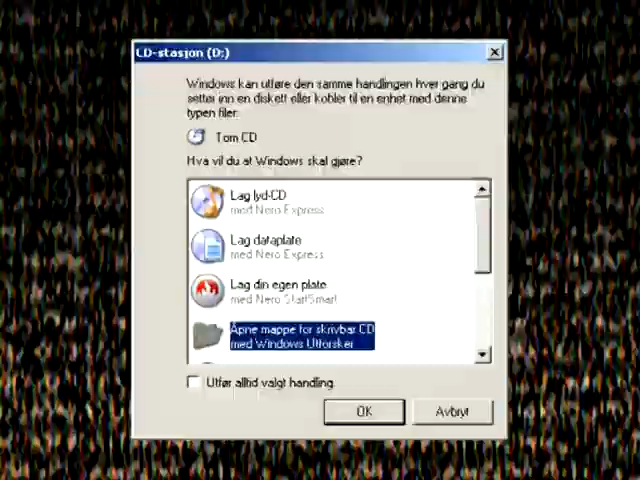 CD-stasjon (D:)
Windows kan utføre den samme handlingen hver gang du
setter inn en diskett eller kobler til en enhet med denne
typen filer:
Tom CD
Hva vil du at Windows skal gjøre?
Lag lyd-CD
med Nero Express
Lag dataplate
med Nero Express
Lag din egen plate
med Nero StartSmart
Åpne mappe for skrivbar CD
med Windows Utforsker
Utfør alltid valgt handling.
OK
Avbryt